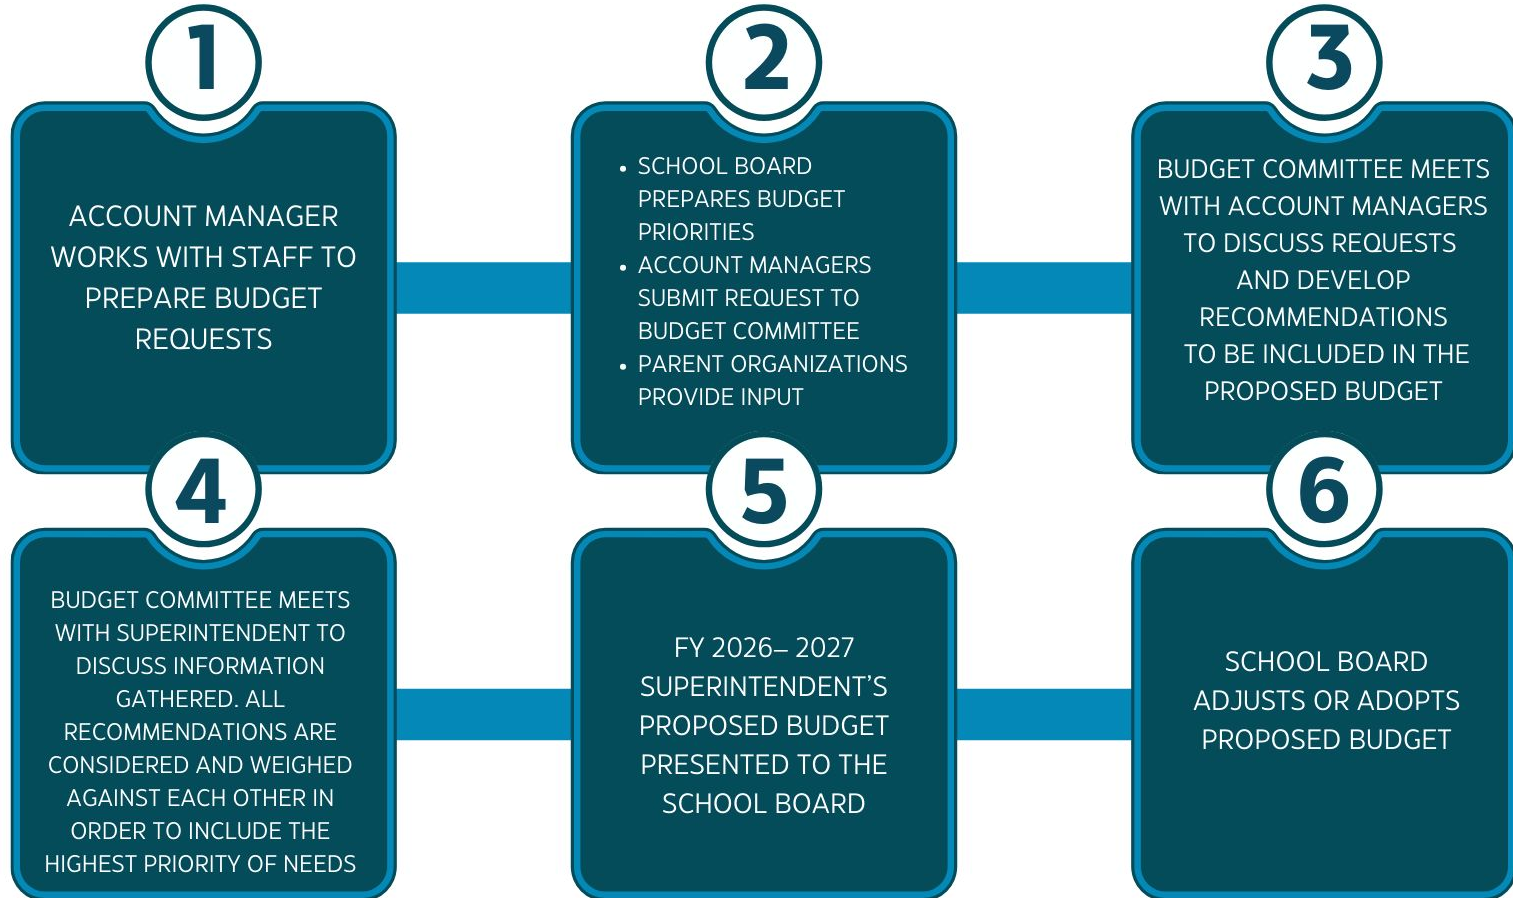 1
ACCOUNT MANAGER
WORKS WITH STAFF TO
PREPARE BUDGET
REQUESTS
2
• SCHOOL BOARD
PREPARES BUDGET
PRIORITIES
• ACCOUNT MANAGERS
SUBMIT REQUEST TO
BUDGET COMMITTEE
• PARENT ORGANIZATIONS
PROVIDE INPUT
3
BUDGET COMMITTEE MEETS
WITH ACCOUNT MANAGERS
TO DISCUSS REQUESTS
AND DEVELOP
RECOMMENDATIONS
TO BE INCLUDED IN THE
PROPOSED BUDGET
4
BUDGET COMMITTEE MEETS
WITH SUPERINTENDENT TO
DISCUSS INFORMATION
GATHERED. ALL
RECOMMENDATIONS ARE
CONSIDERED AND WEIGHED
AGAINST EACH OTHER IN
ORDER TO INCLUDE THE
HIGHEST PRIORITY OF NEEDS
5
FY 2026– 2027
SUPERINTENDENT’S
PROPOSED BUDGET
PRESENTED TO THE
SCHOOL BOARD
6
SCHOOL BOARD
ADJUSTS OR ADOPTS
PROPOSED BUDGET